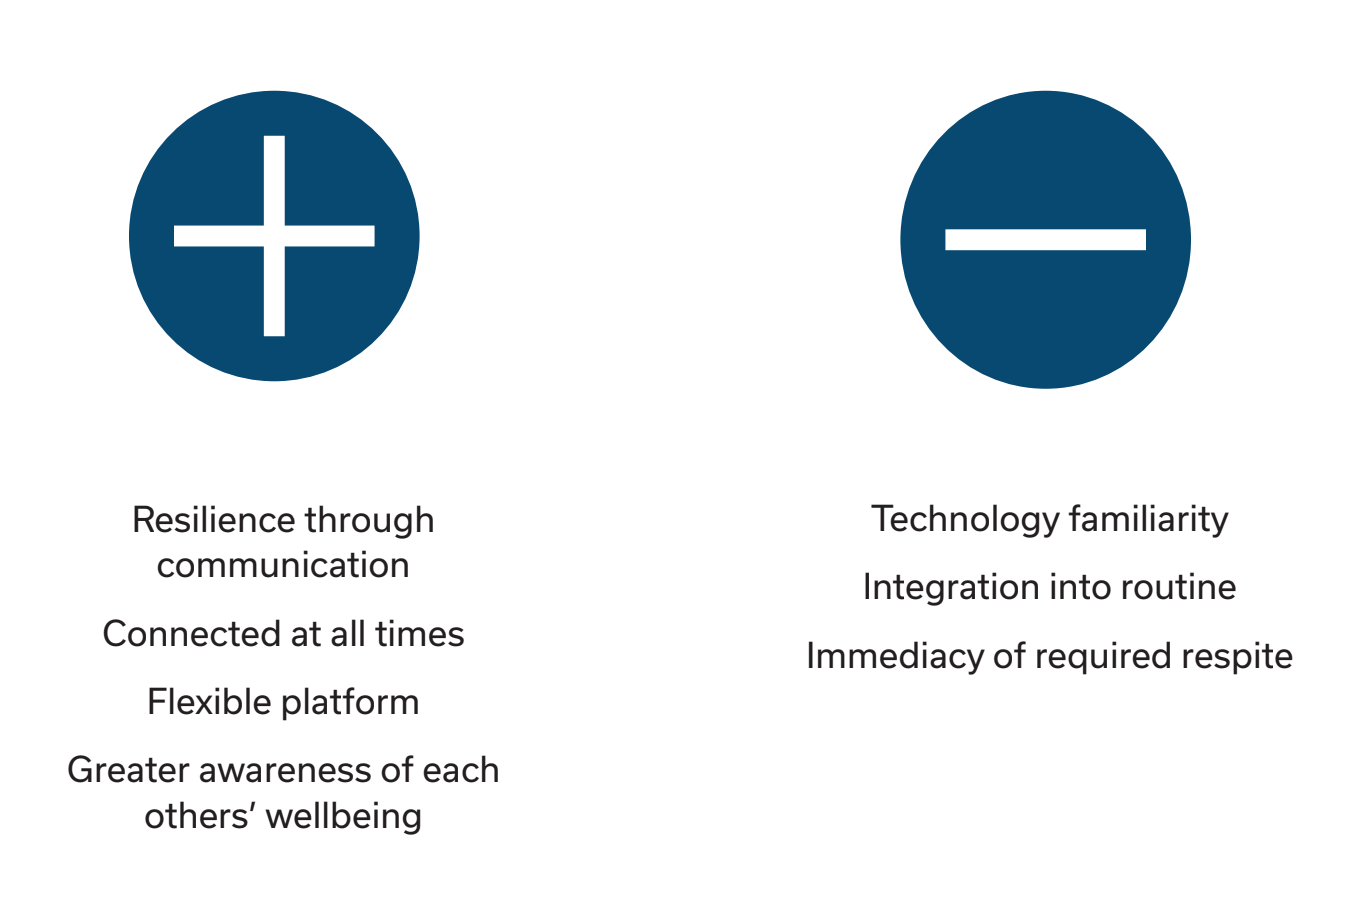 Resilience through
communication
Connected at all times
Flexible platform
Greater awareness of each
others’ wellbeing
Technology familiarity
Integration into routine
Immediacy of required respite